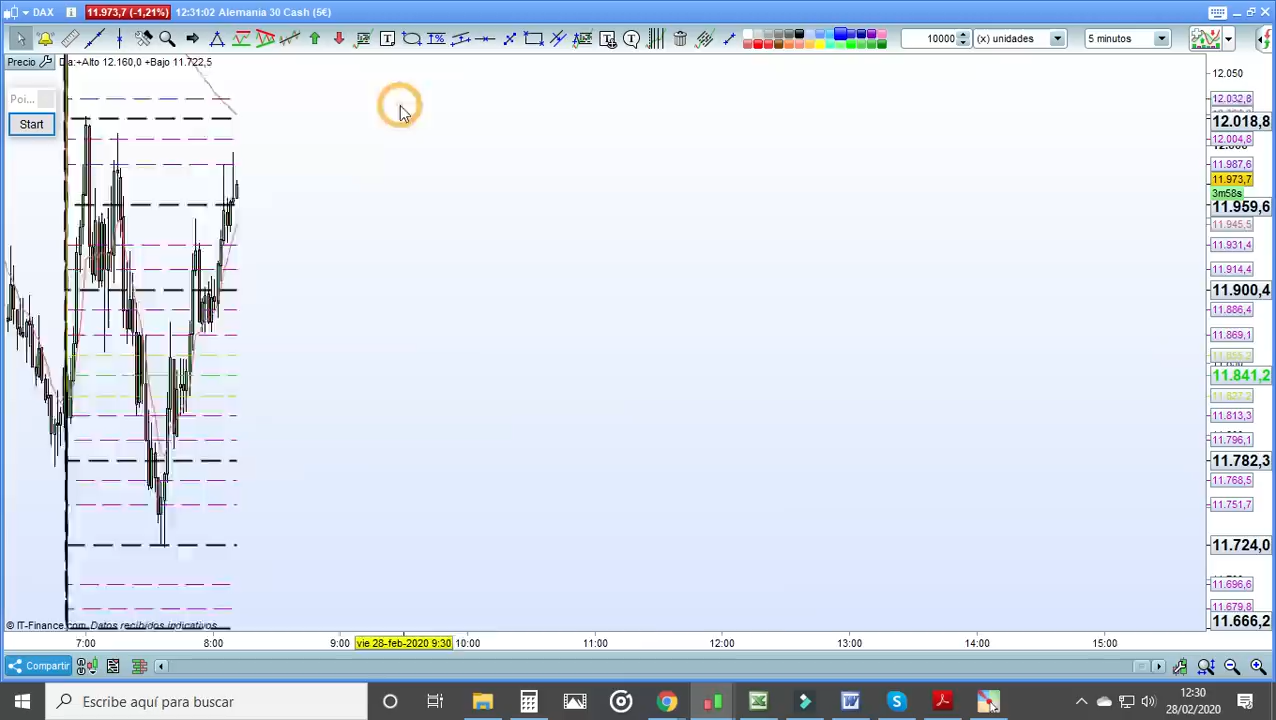 DAX
11.973,7 (-1,21%)
12:31:02 Alemania 30 Cash (5€)
10000
(x) unidades
5 minutos
Precio
Día:+Alto 12.160,0 +Bajo 11.722,5
Poi...
Start
12.050
12.032,8
12.018,8
12.004,8
11.987,6
11.973,7
3m58s
11.959,6
11.945,5
11.931,4
11.914,4
11.900,4
11.886,4
11.869,1
11.855,2
11.841,2
11.827,2
11.813,3
11.796,1
11.782,3
11.768,5
11.751,7
11.724,0
11.696,6
11.679,8
11.666,2
© IT-Finance.com Datos recibidos indicativos
7:00 8:00 9:00 vie 28-feb-2020 9:30 10:00 11:00 12:00 13:00 14:00 15:00
Compartir
Escribe aquí para buscar
12:30
28/02/2020